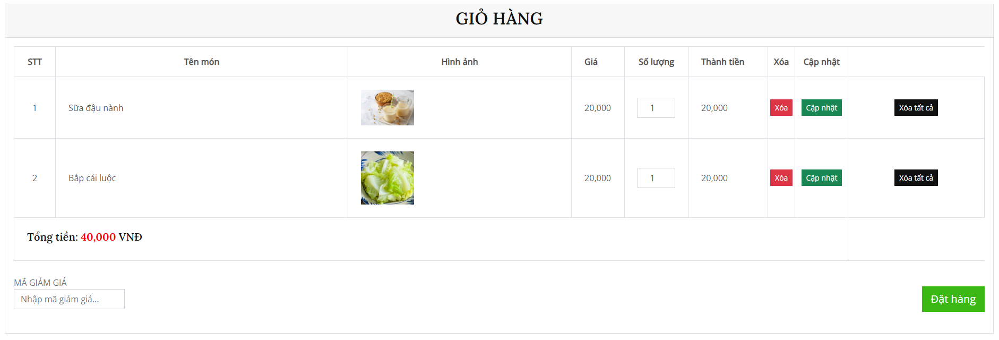 GIỎ HÀNG
STT Tên món Hình ảnh Giá Số lượng Thành tiền Xóa Cập nhật
1 Sữa đậu nành 20,000 1 20,000 Xóa Cập nhật Xóa tất cả
2 Bắp cải luộc 20,000 1 20,000 Xóa Cập nhật Xóa tất cả
Tổng tiền: 40,000 VNĐ
MÃ GIẢM GIÁ
Nhập mã giảm giá...
Đặt hàng